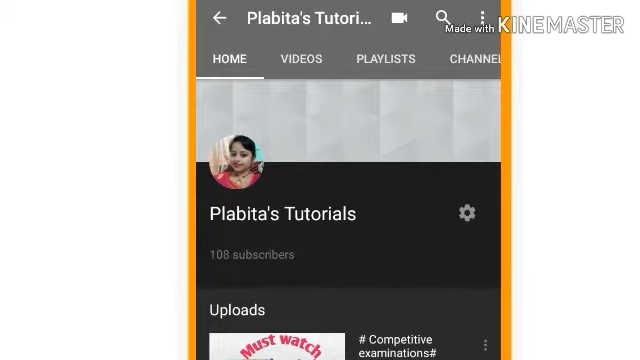 Plabita's Tutori...
Made with KINEMASTER
HOME VIDEOS PLAYLISTS CHANNEL
Plabita's Tutorials
108 subscribers
Uploads
Must watch
# Competitive
examinations#